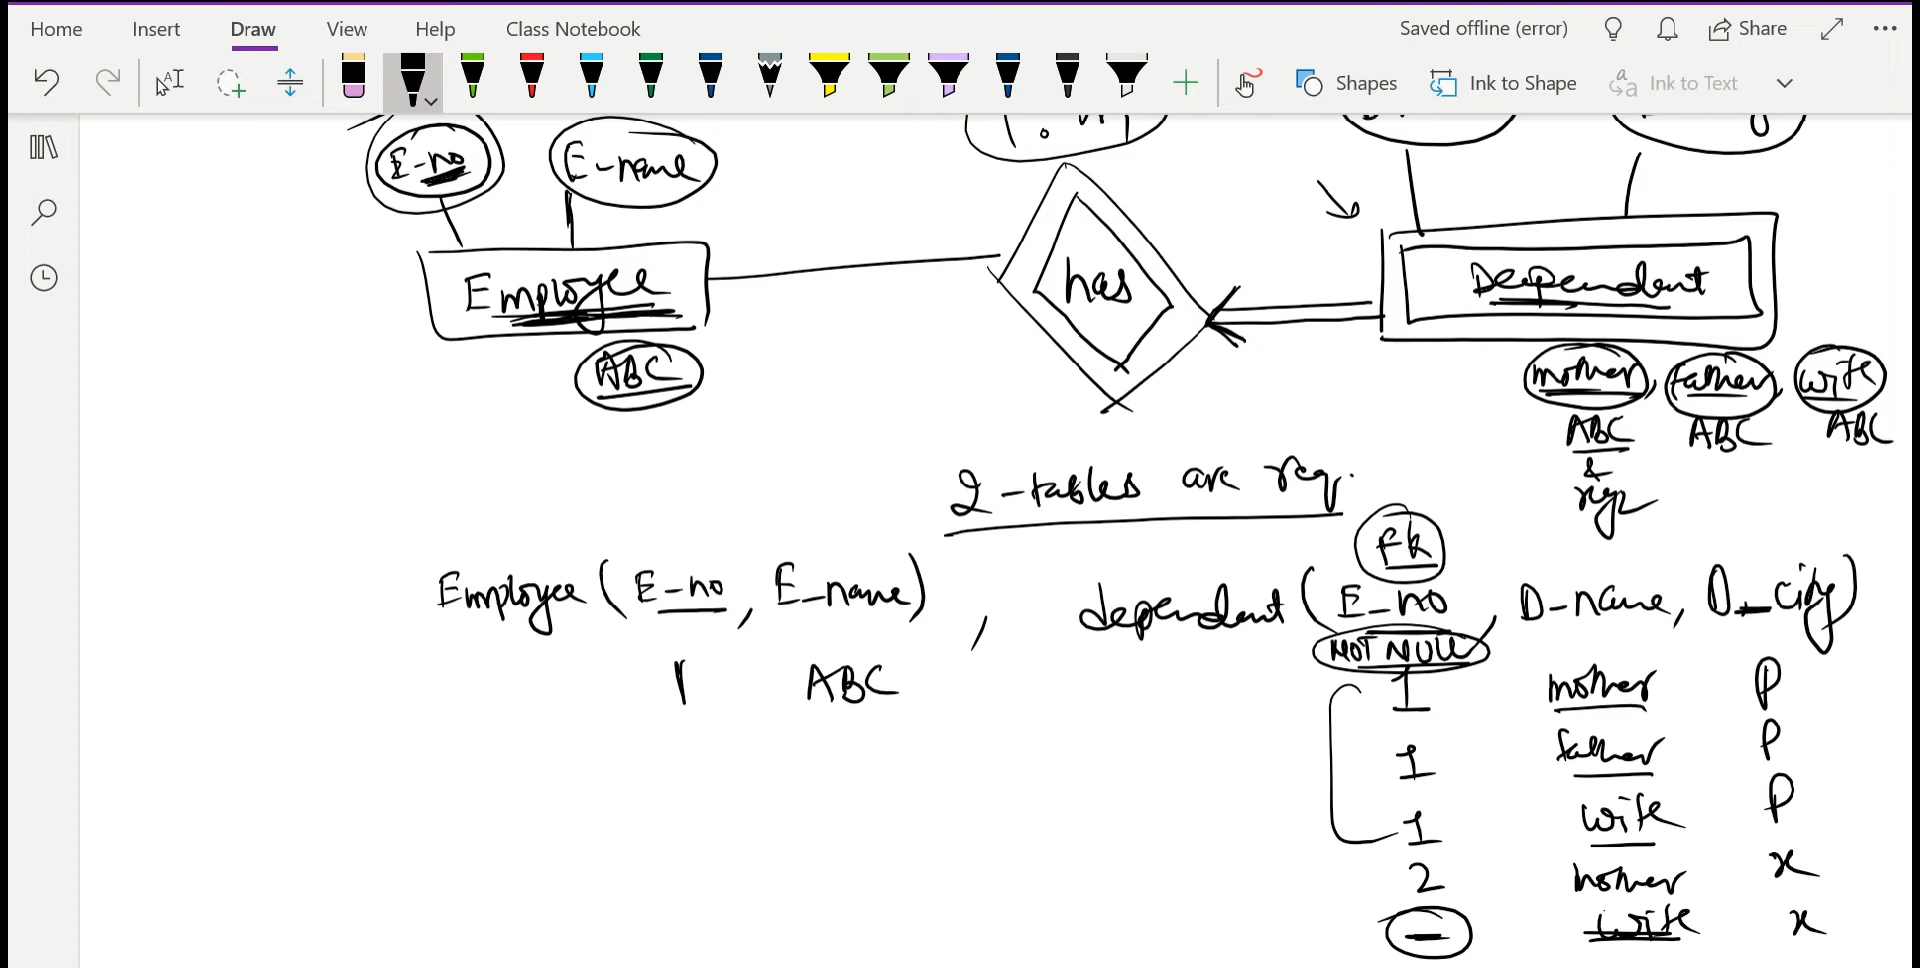 Home Insert Draw View Help Class Notebook Saved offline (error) Share
Shapes Ink to Shape Ink to Text
E-no E-name
Employee has Dependent
ABC mother, father, wife
ABC ABC ABC
&
2-tables are req.
FK
Employee (E-no, E-name), dependent (E-no, D-name, D-city)
NOT NULL
1 ABC 1 mother P
1 father P
1 wife P
2 mother x
- wife x